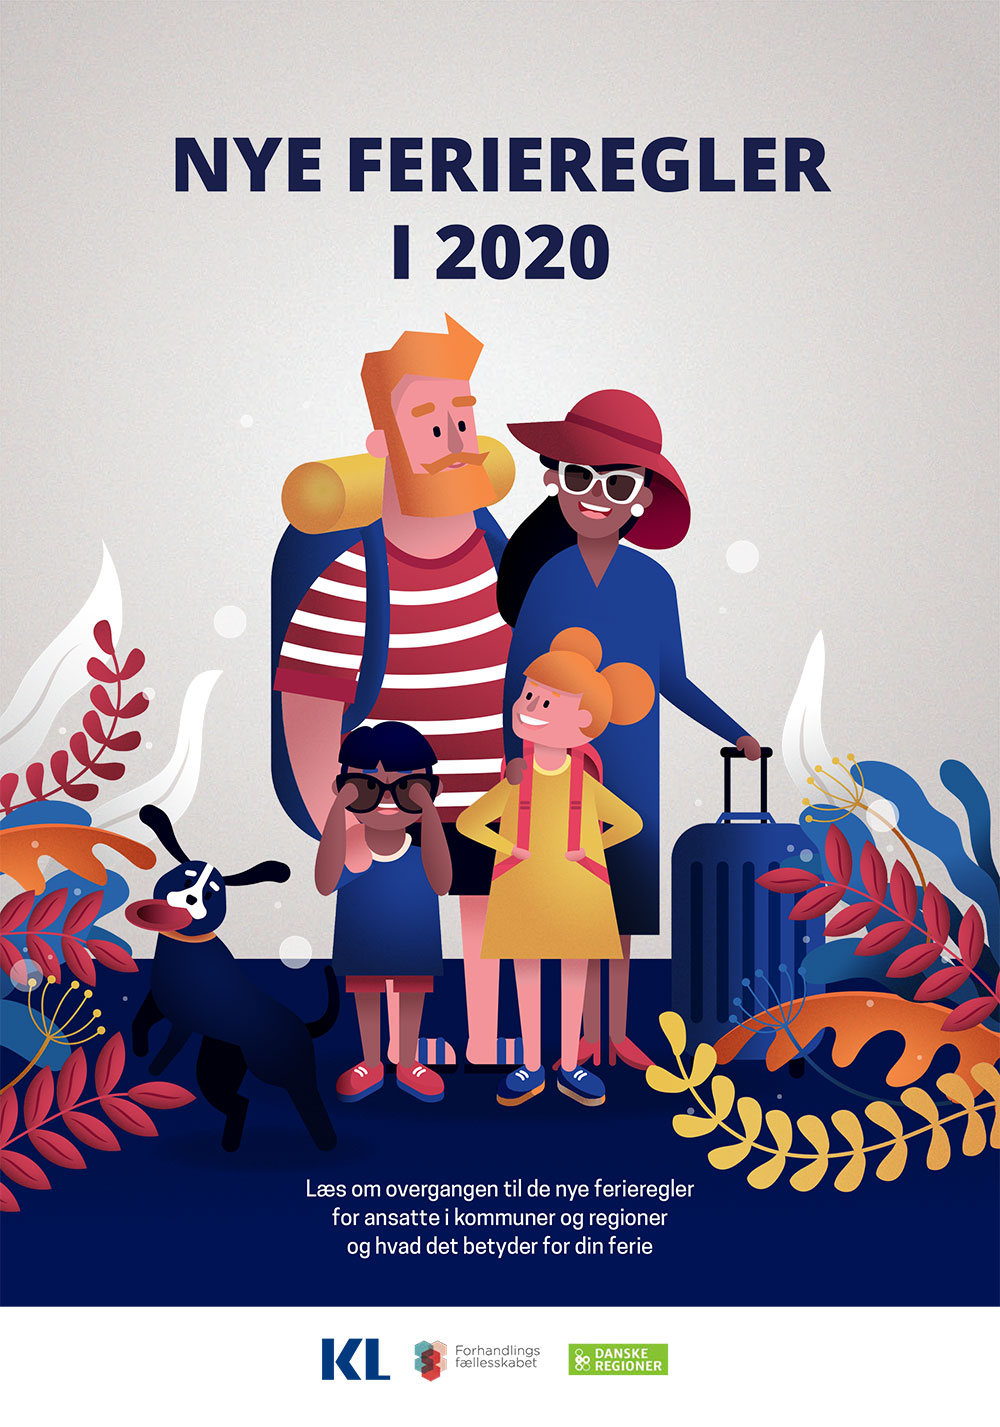 NYE FERIEREGLER
I 2020
Læs om overgangen til de nye ferieregler
for ansatte i kommuner og regioner
og hvad det betyder for din ferie
KL
Forhandlings
fællesskabet
DANSKE
REGIONER